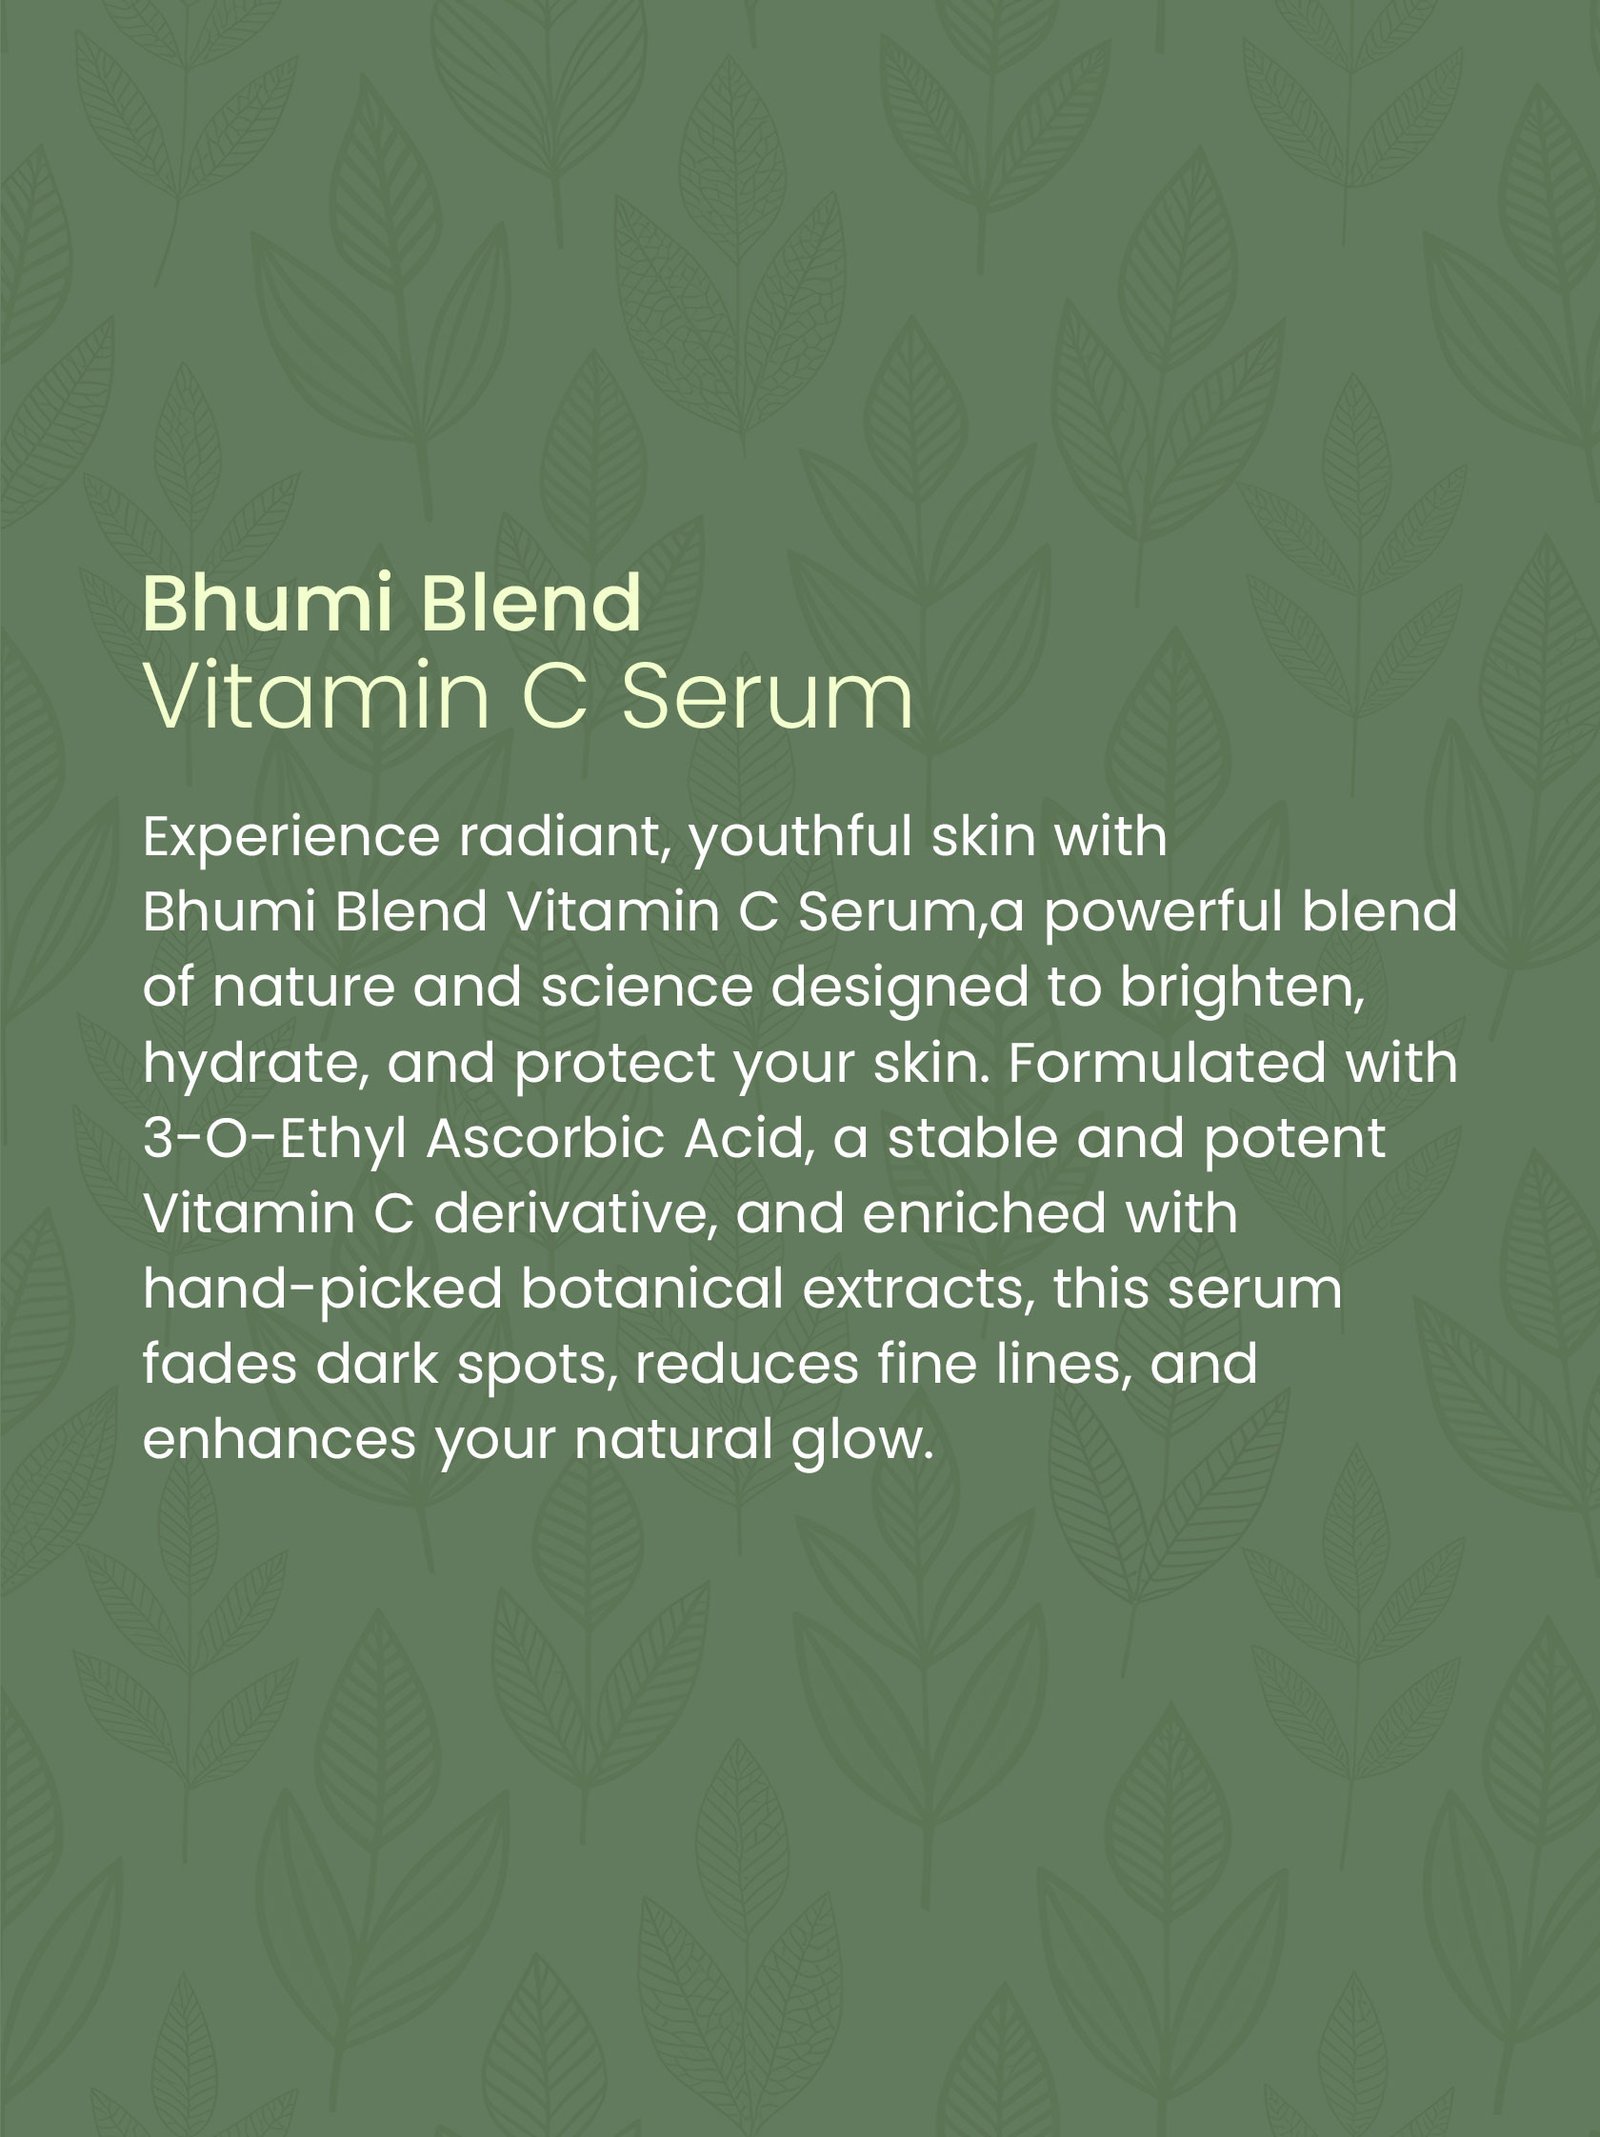 Bhumi Blend
Vitamin C Serum
Experience radiant, youthful skin with
Bhumi Blend Vitamin C Serum,a powerful blend
of nature and science designed to brighten,
hydrate, and protect your skin. Formulated with
3-O-Ethyl Ascorbic Acid, a stable and potent
Vitamin C derivative, and enriched with
hand-picked botanical extracts, this serum
fades dark spots, reduces fine lines, and
enhances your natural glow.